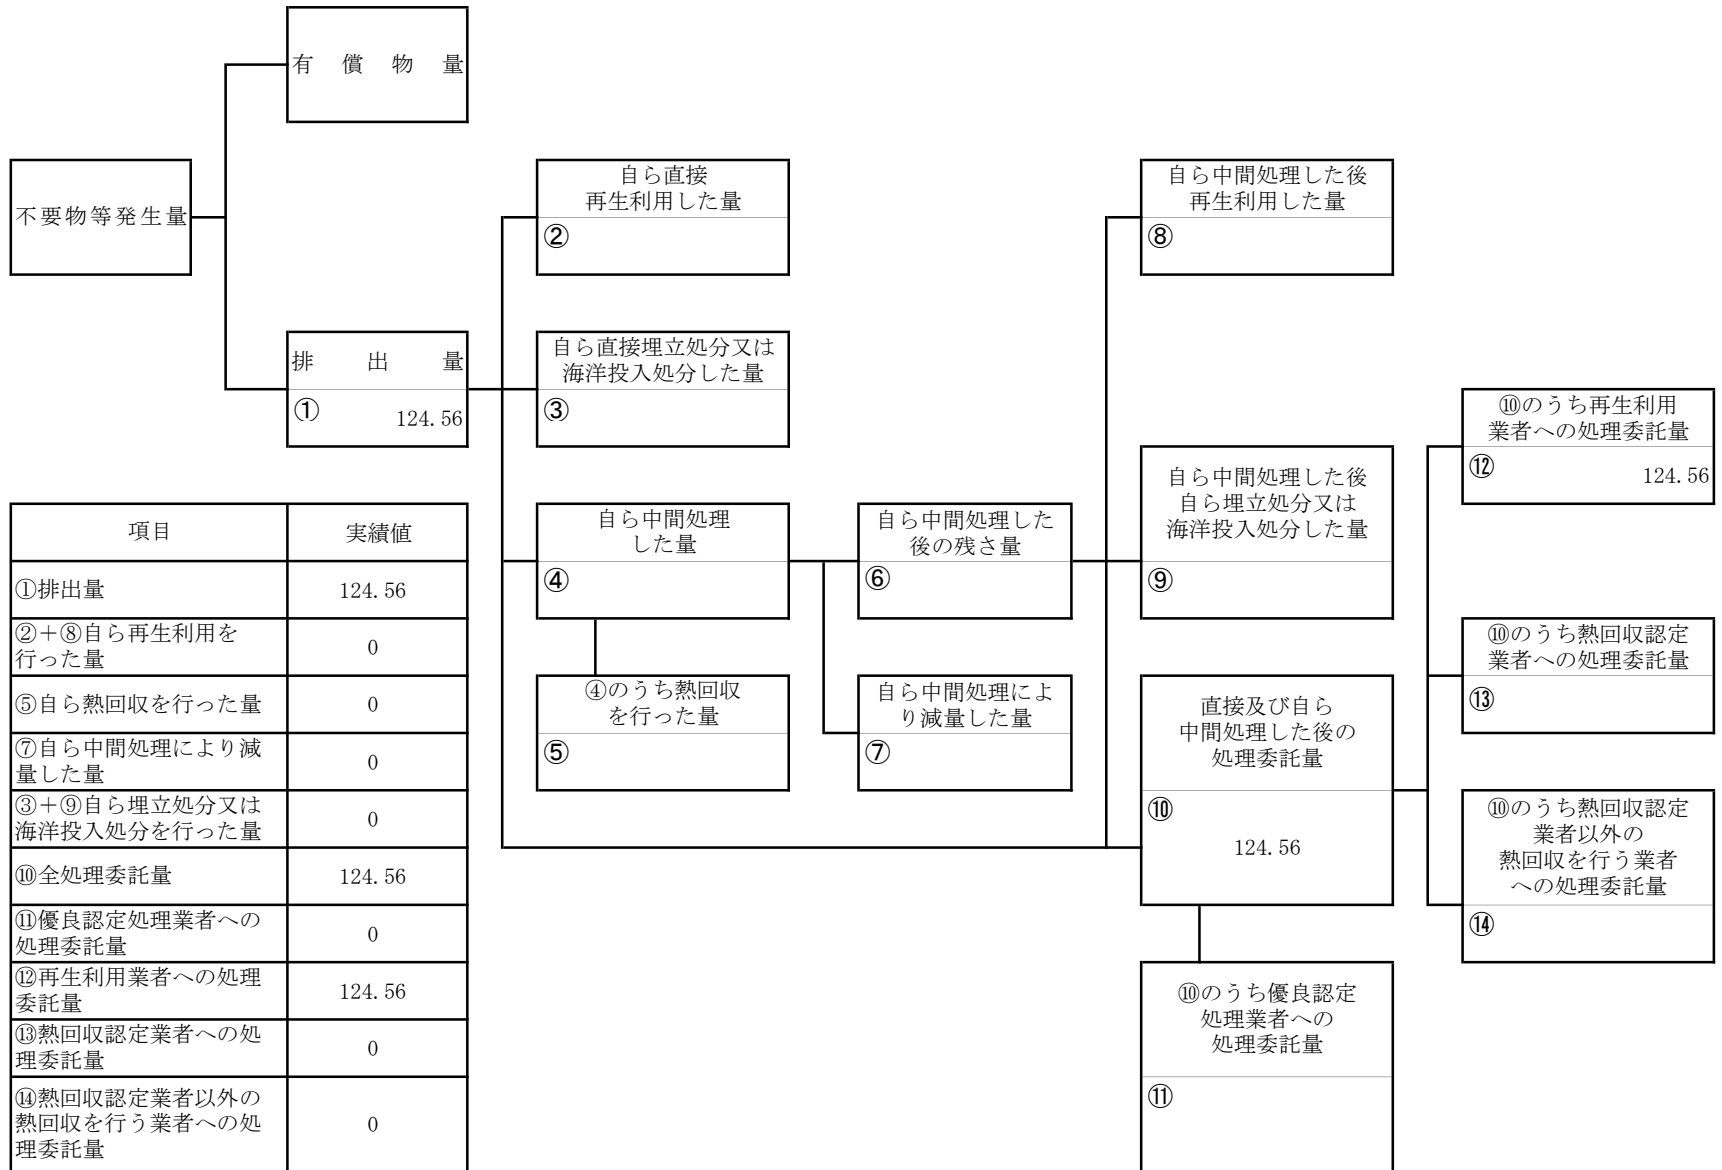 有償物量
不要物等発生量
排出量
①
124.56
自ら直接
再生利用した量
②
自ら直接埋立処分又は
海洋投入処分した量
③
自ら中間処理
した量
④
④のうち熱回収
を行った量
⑤
自ら中間処理した
後の残さ量
⑥
自ら中間処理によ
り減量した量
⑦
自ら中間処理した後
再生利用した量
⑧
自ら中間処理した後
自ら埋立処分又は
海洋投入処分した量
⑨
直接及び自ら
中間処理した後の
処理委託量
⑩
124.56
⑩のうち優良認定
処理業者への
処理委託量
⑪
⑩のうち再生利用
業者への処理委託量
⑫
124.56
⑩のうち熱回収認定
業者への処理委託量
⑬
⑩のうち熱回収認定
業者以外の
熱回収を行う業者
への処理委託量
⑭
項目 実績値
①排出量 124.56
②+⑧自ら再生利用を
行った量
0
⑤自ら熱回収を行った量 0
⑦自ら中間処理により減
量した量
0
③+⑨自ら埋立処分又は
海洋投入処分を行った量
0
⑩全処理委託量 124.56
⑪優良認定処理業者への
処理委託量
0
⑫再生利用業者への処理
委託量
124.56
⑬熱回収認定業者への処
理委託量
0
⑭熱回収認定業者以外の
熱回収を行う業者への処
理委託量
0